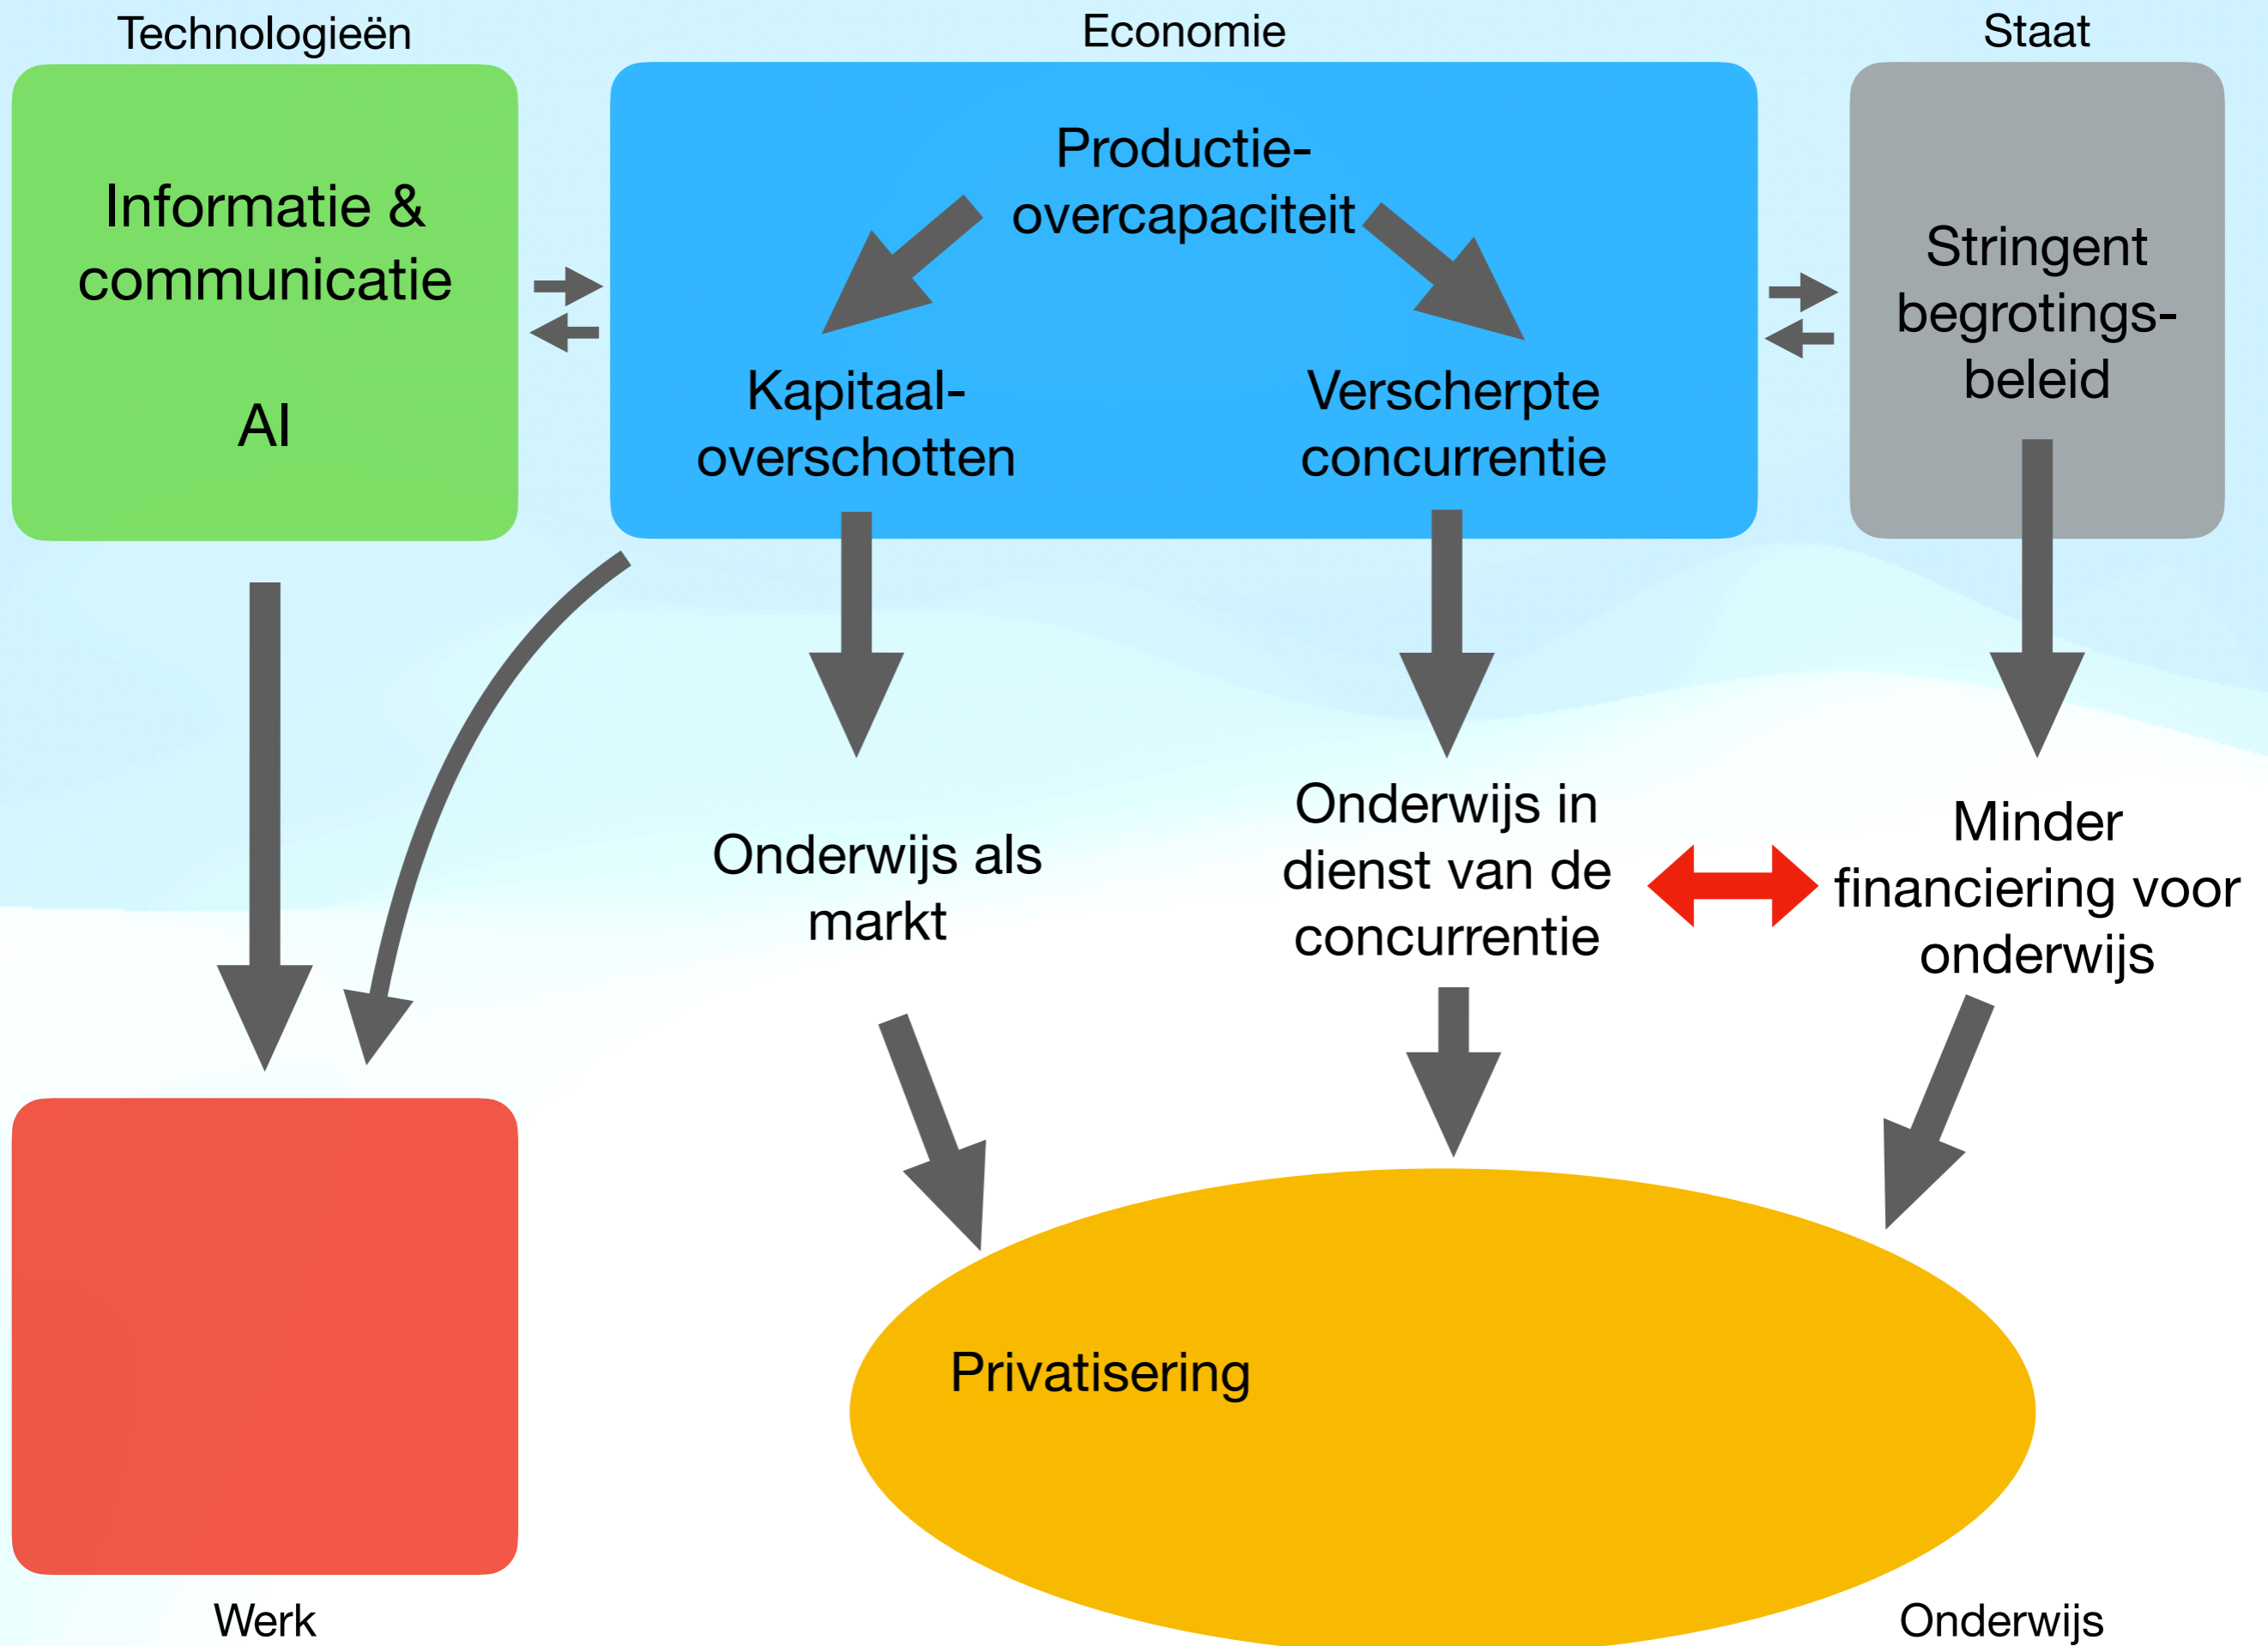 Technologieën
Economie
Staat
Informatie &
communicatie
AI
Productie-
overcapaciteit
Kapitaal-
overschotten
Verscherpte
concurrentie
Stringent
begrotings-
beleid
Onderwijs als
markt
Onderwijs in
dienst van de
concurrentie
Minder
financiering voor
onderwijs
Privatisering
Werk
Onderwijs